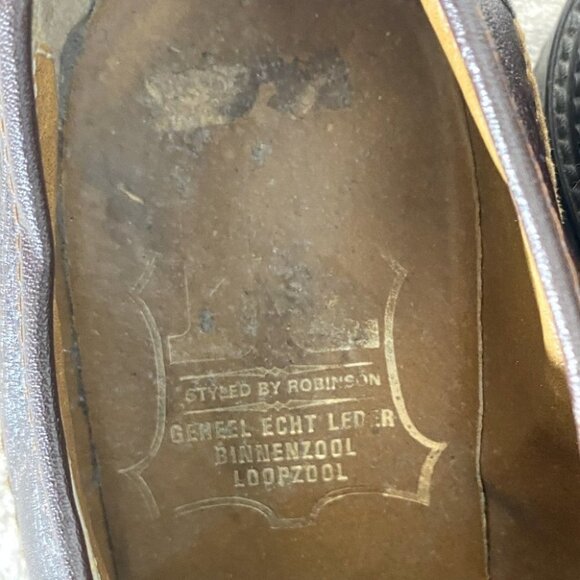 STYLED BY ROBINSON
GEHEEL ECHT LEDER
BINNENZOOL
LOOPZOOL